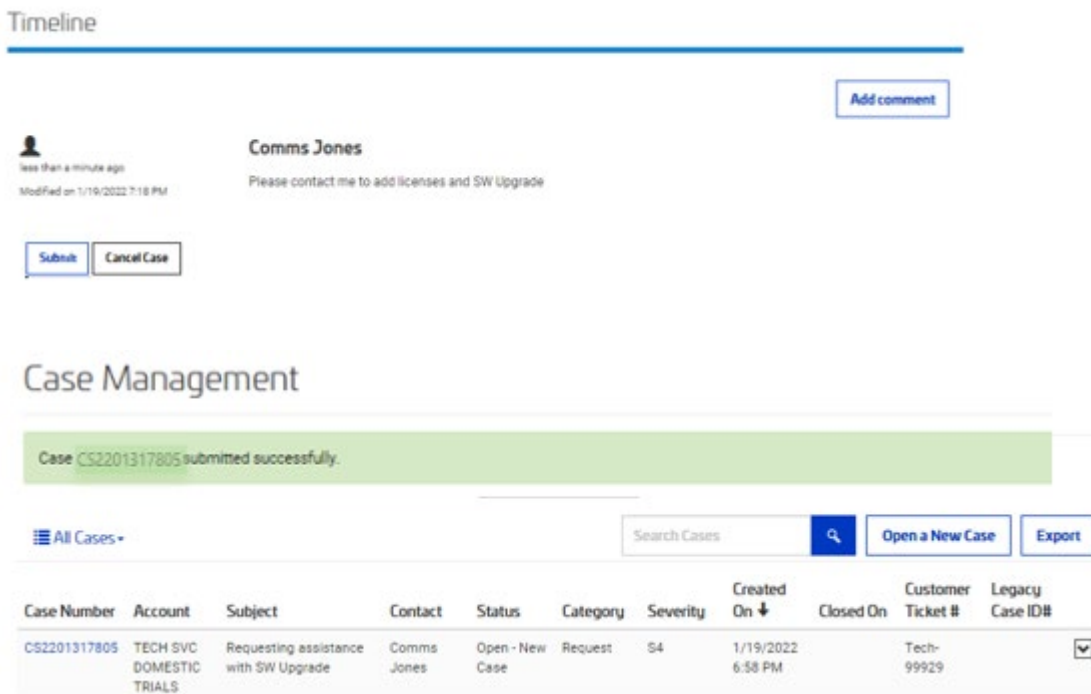 Timeline
Add comment
less than a minute ago
Modified on 1/19/2022 7:18 PM
Comms Jones
Please contact me to add licenses and SW Upgrade
Submit
Cancel Case
Case Management
Case CS2201317805 submitted successfully.
All Cases
Search Cases
Open a New Case
Export
Case Number Account Subject Contact Status Category Severity Created On Closed On Customer Ticket # Legacy Case ID#
CS2201317805 TECH SVC DOMESTIC TRIALS Requesting assistance with SW Upgrade Comms Jones Open - New Case Request S4 1/19/2022 6:58 PM Tech-99929